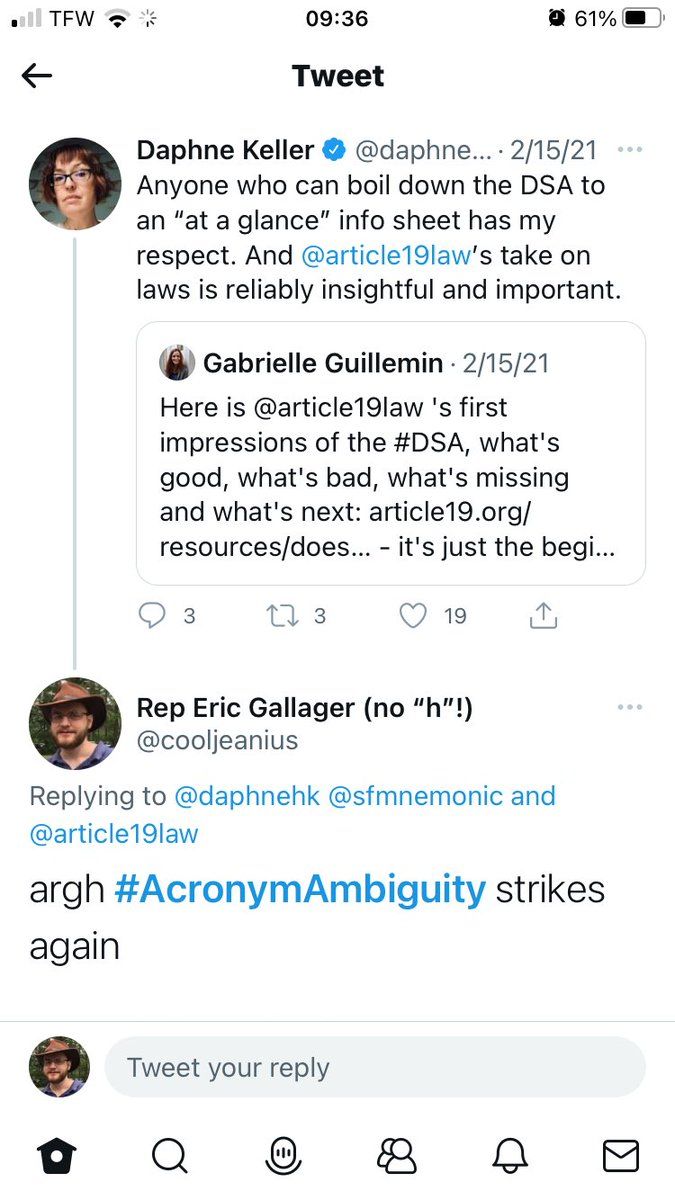 TFW 09:36 61%
Tweet
Daphne Keller @daphne... · 2/15/21
Anyone who can boil down the DSA to
an “at a glance” info sheet has my
respect. And @article19law’s take on
laws is reliably insightful and important.
Gabrielle Guillemin · 2/15/21
Here is @article19law 's first
impressions of the #DSA, what's
good, what's bad, what's missing
and what's next: article19.org/
resources/does... - it's just the begi...
3 3 19
Rep Eric Gallager (no “h”!)
@cooljeanius
Replying to @daphnehk @sfmnemonic and
@article19law
argh #AcronymAmbiguity strikes
again
Tweet your reply